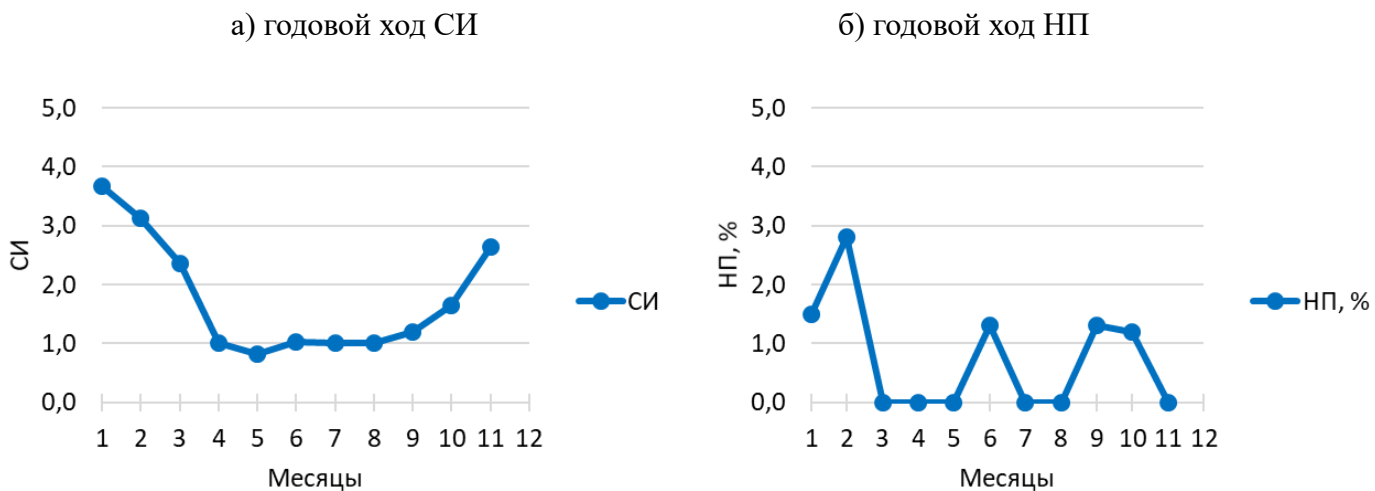 а) годовой ход СИ
5,0
4,0
3,0
2,0
1,0
0,0
СИ
1 2 3 4 5 6 7 8 9 10 11 12
Месяцы
СИ
б) годовой ход НП
5,0
4,0
3,0
2,0
1,0
0,0
НП, %
1 2 3 4 5 6 7 8 9 10 11 12
Месяцы
НП, %